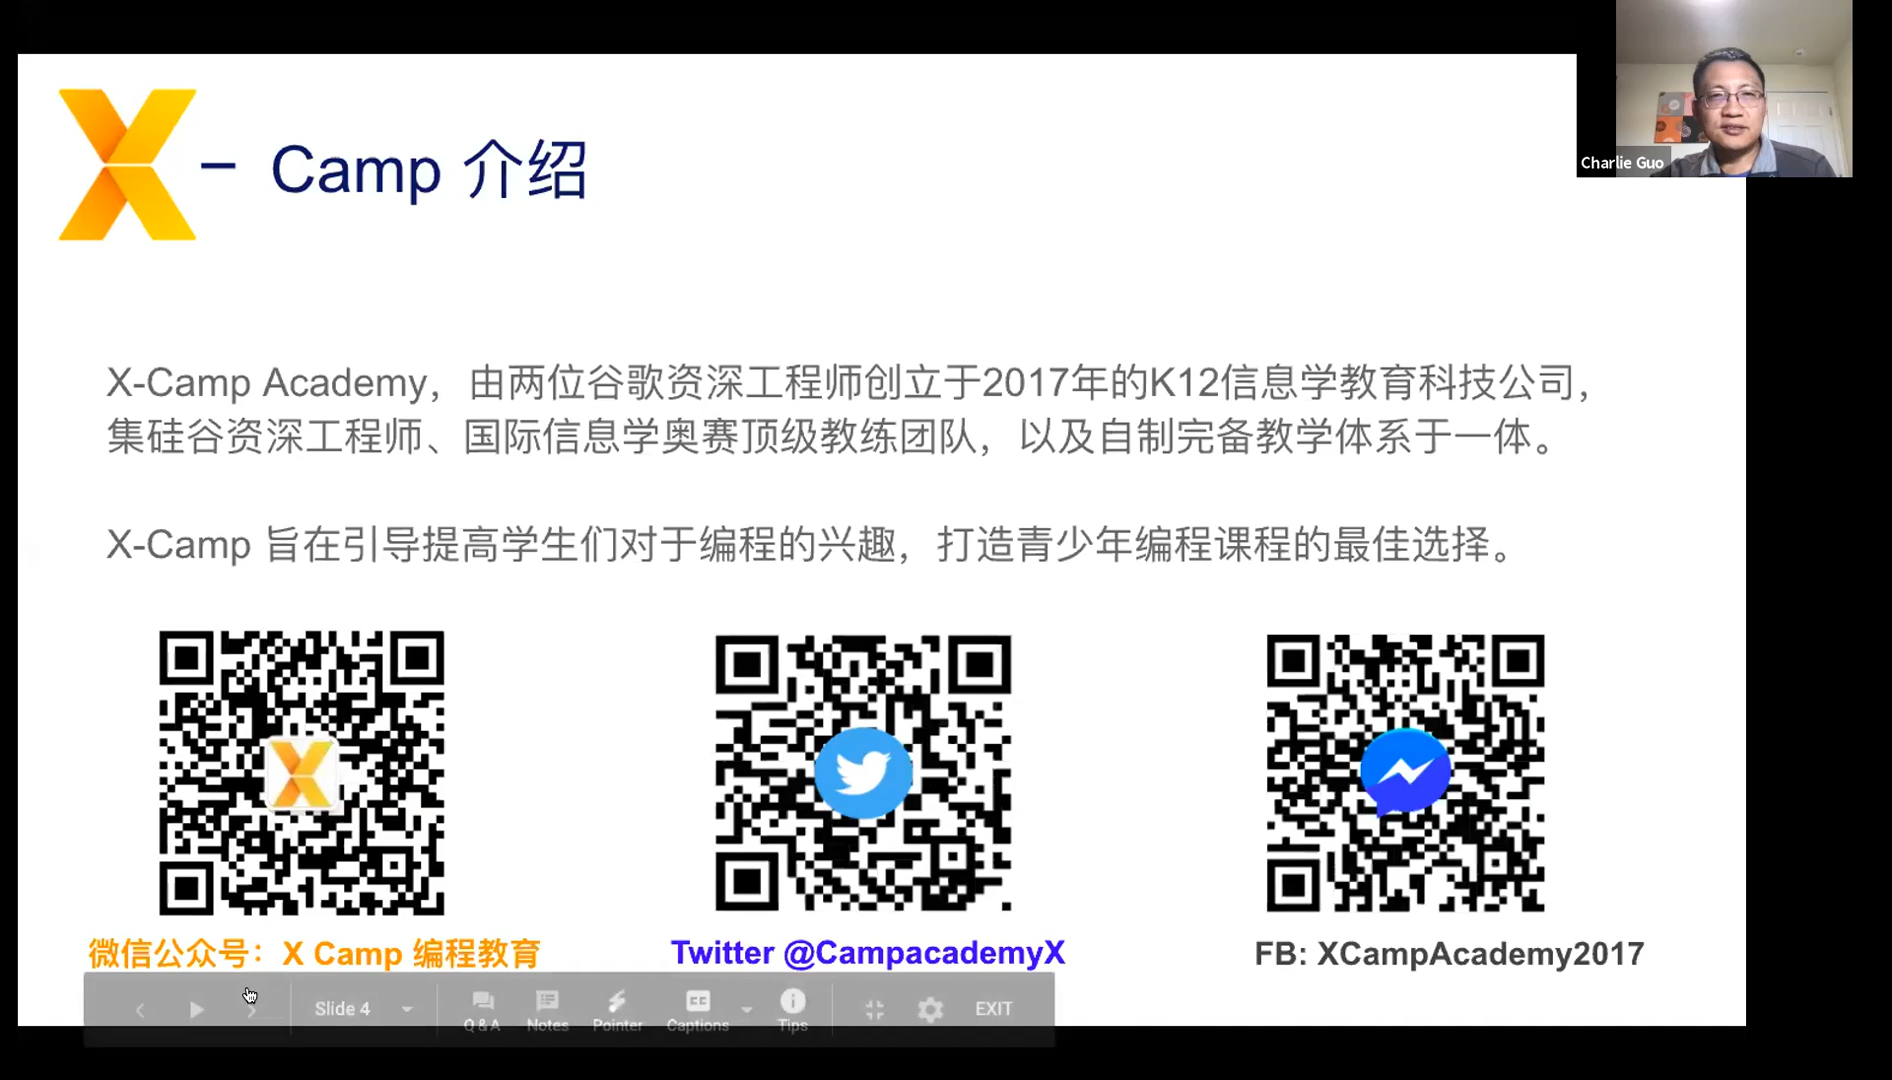 X - Camp 介绍
Charlie Guo
X-Camp Academy，由两位谷歌资深工程师创立于2017年的K12信息学教育科技公司，
集硅谷资深工程师、国际信息学奥赛顶级教练团队，以及自制完备教学体系于一体。
X-Camp 旨在引导提高学生们对于编程的兴趣，打造青少年编程课程的最佳选择。
微信公众号：X Camp 编程教育
Twitter @CampacademyX
FB: XCampAcademy2017
Slide 4
Q & A
Notes
Pointer
CC
Captions
Tips
EXIT